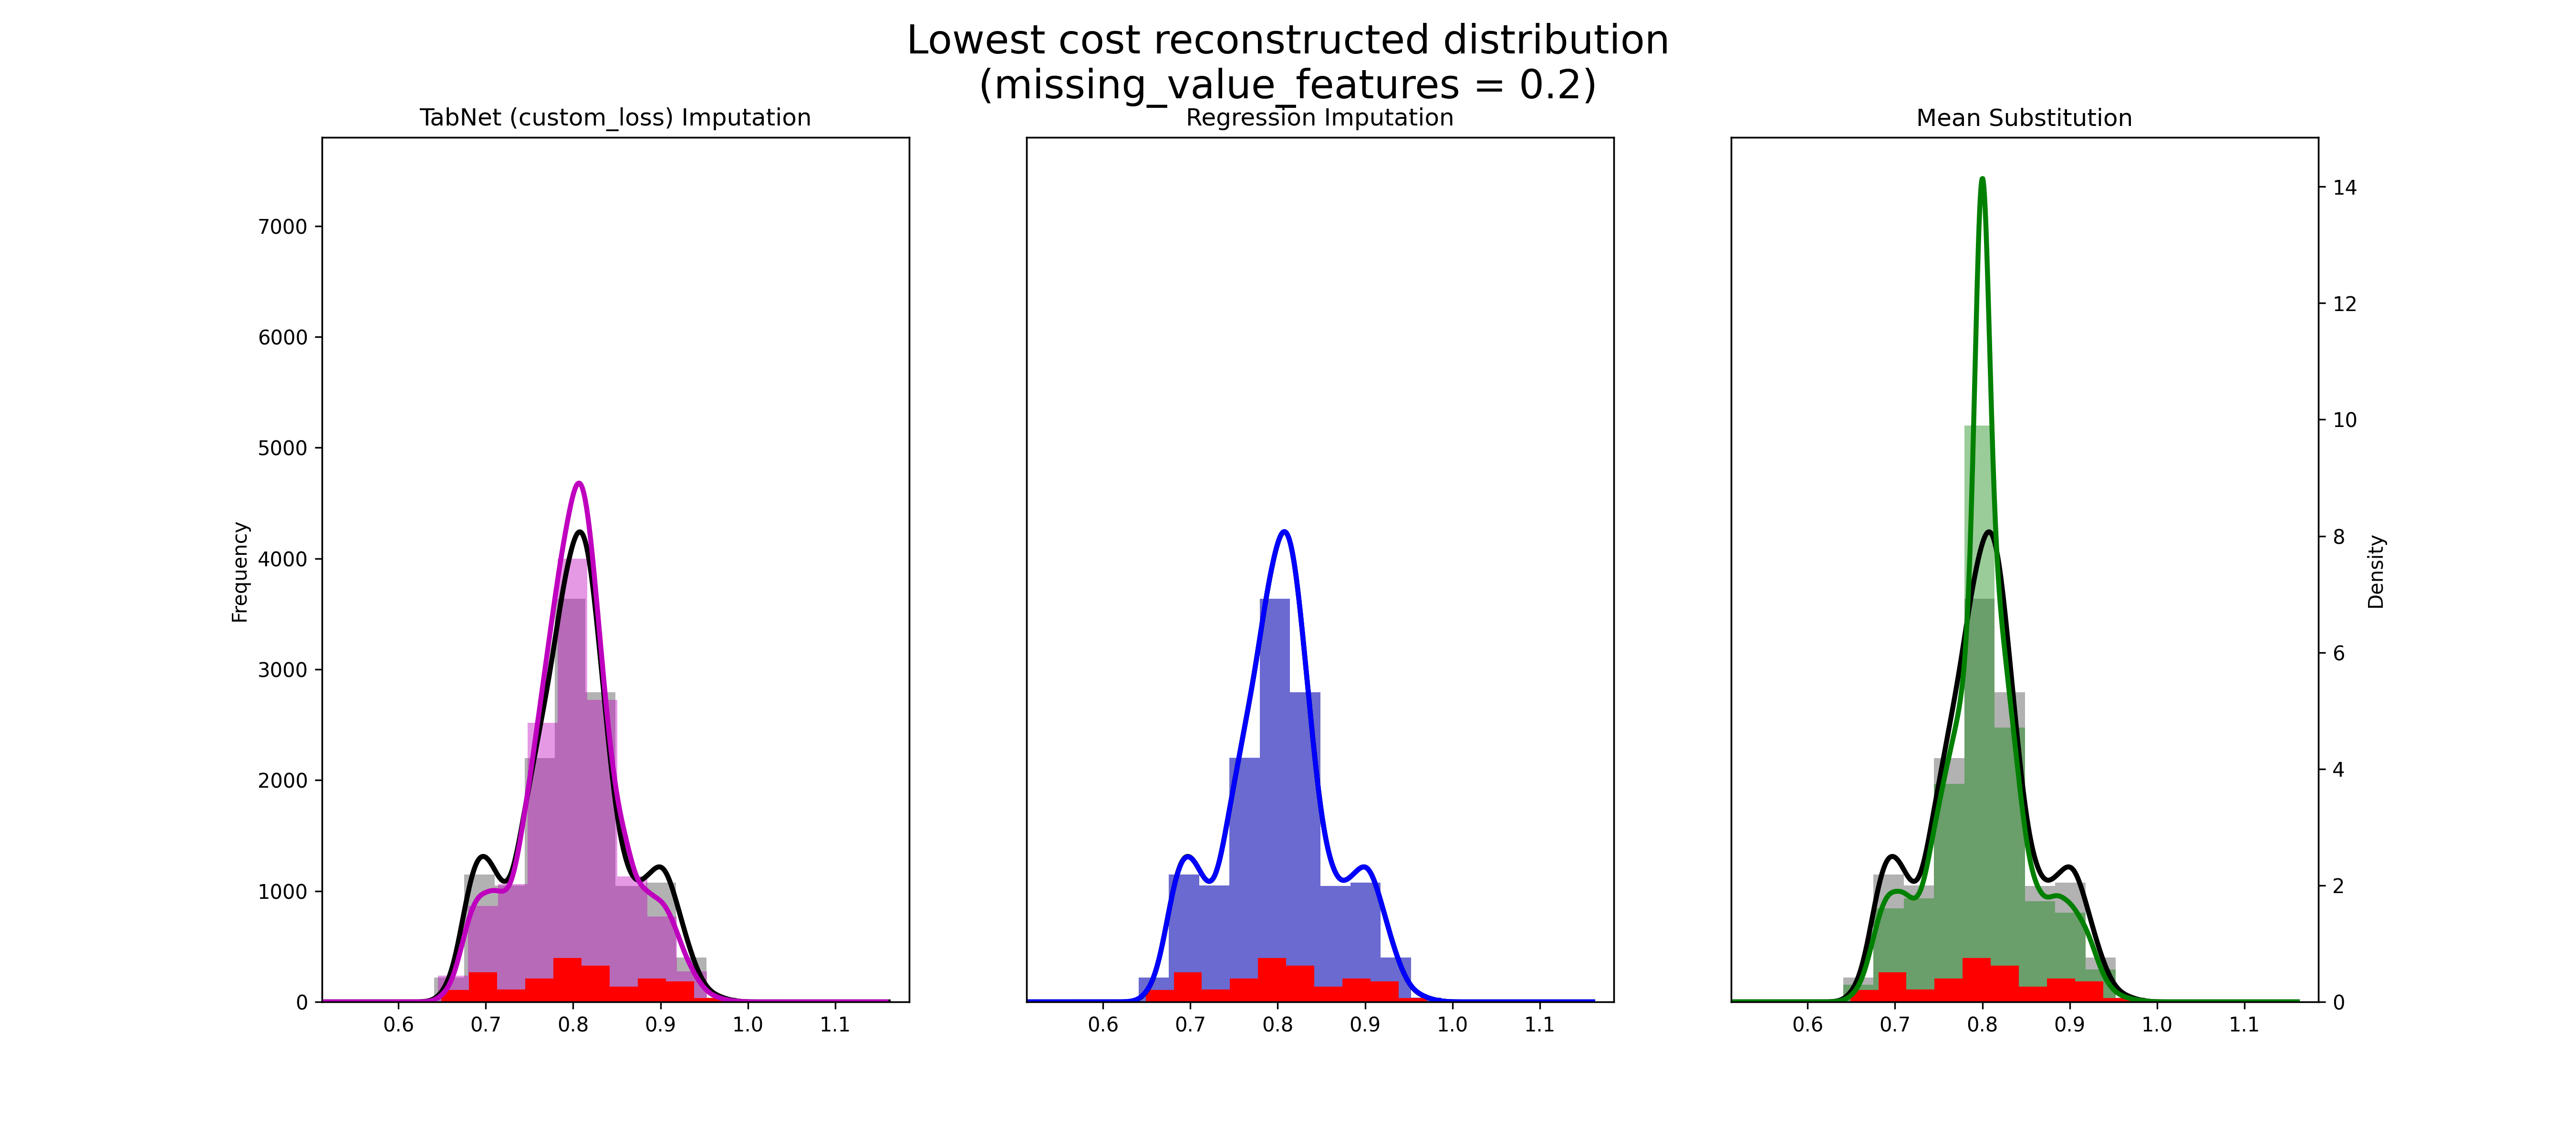 Lowest cost reconstructed distribution
(missing_value_features = 0.2)
TabNet (custom_loss) Imputation
Regression Imputation
Mean Substitution
Frequency
7000
6000
5000
4000
3000
2000
1000
0
0.6 0.7 0.8 0.9 1.0 1.1
0.6 0.7 0.8 0.9 1.0 1.1
0.6 0.7 0.8 0.9 1.0 1.1
14
12
10
8
6
4
2
0
Density